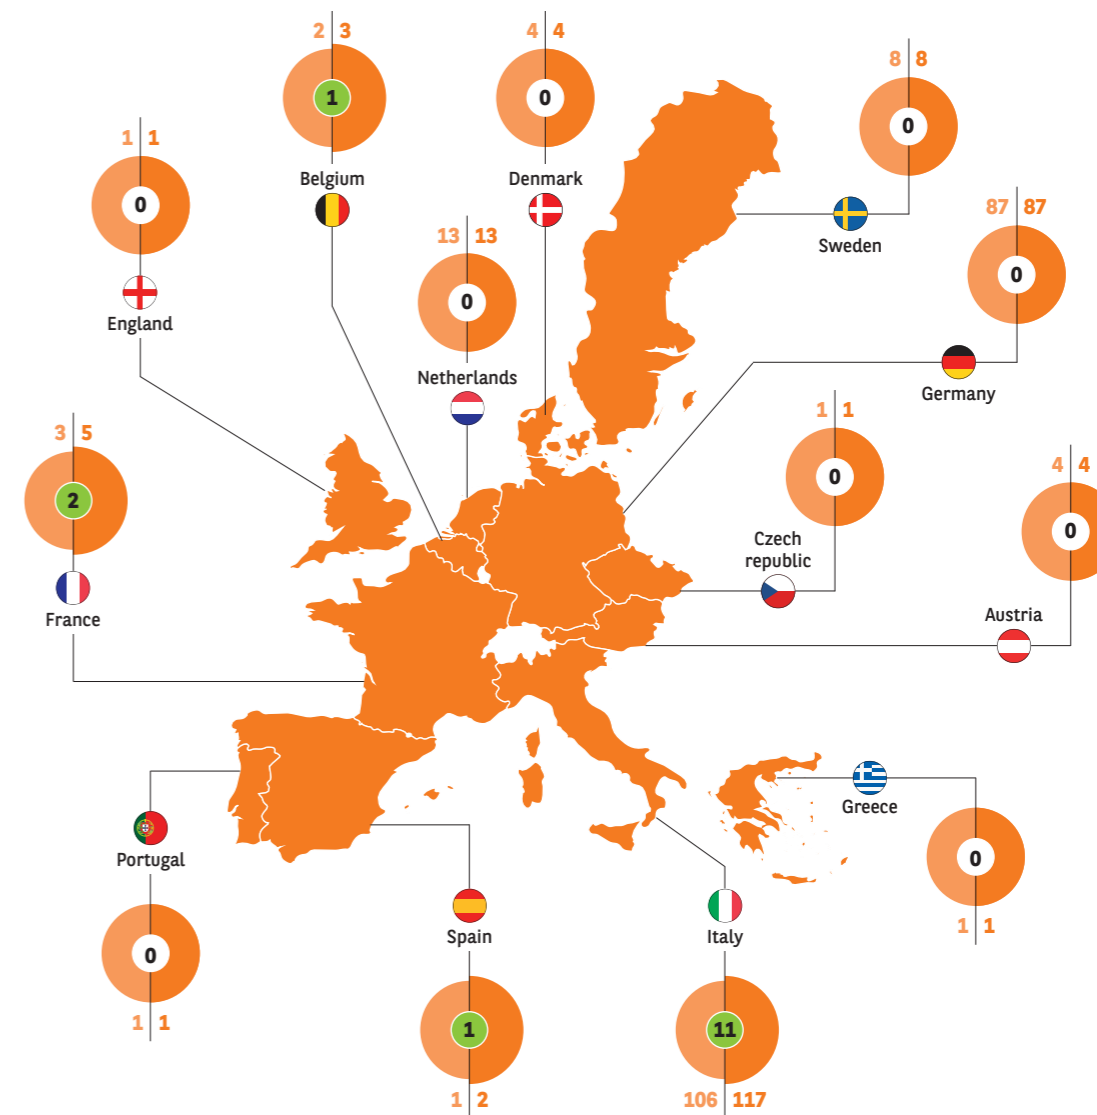 2 3
1
Belgium
4 4
0
Denmark
8 8
0
Sweden
1 1
0
England
13 13
0
Netherlands
87 87
0
Germany
3 5
2
France
1 1
0
Czech
republic
4 4
0
Austria
Portugal
0
1 1
Spain
1
1 2
Italy
11
106 117
Greece
0
1 1